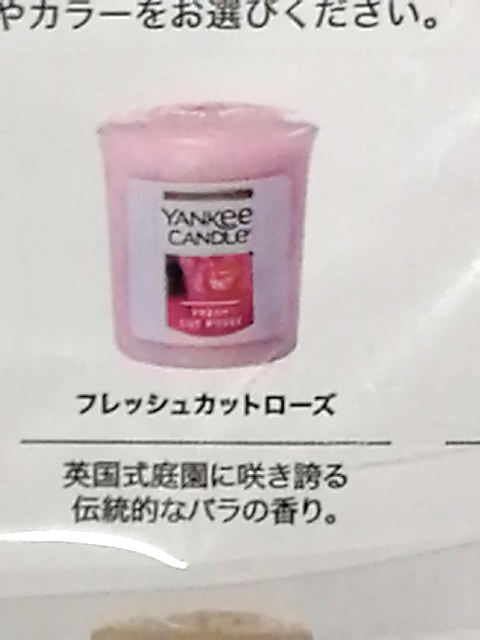 やカラーをお選びください。
YANKEE
CANDLE
FRESH
CUT ROSES
フレッシュカットローズ
英国式庭園に咲き誇る
伝統的なバラの香り。